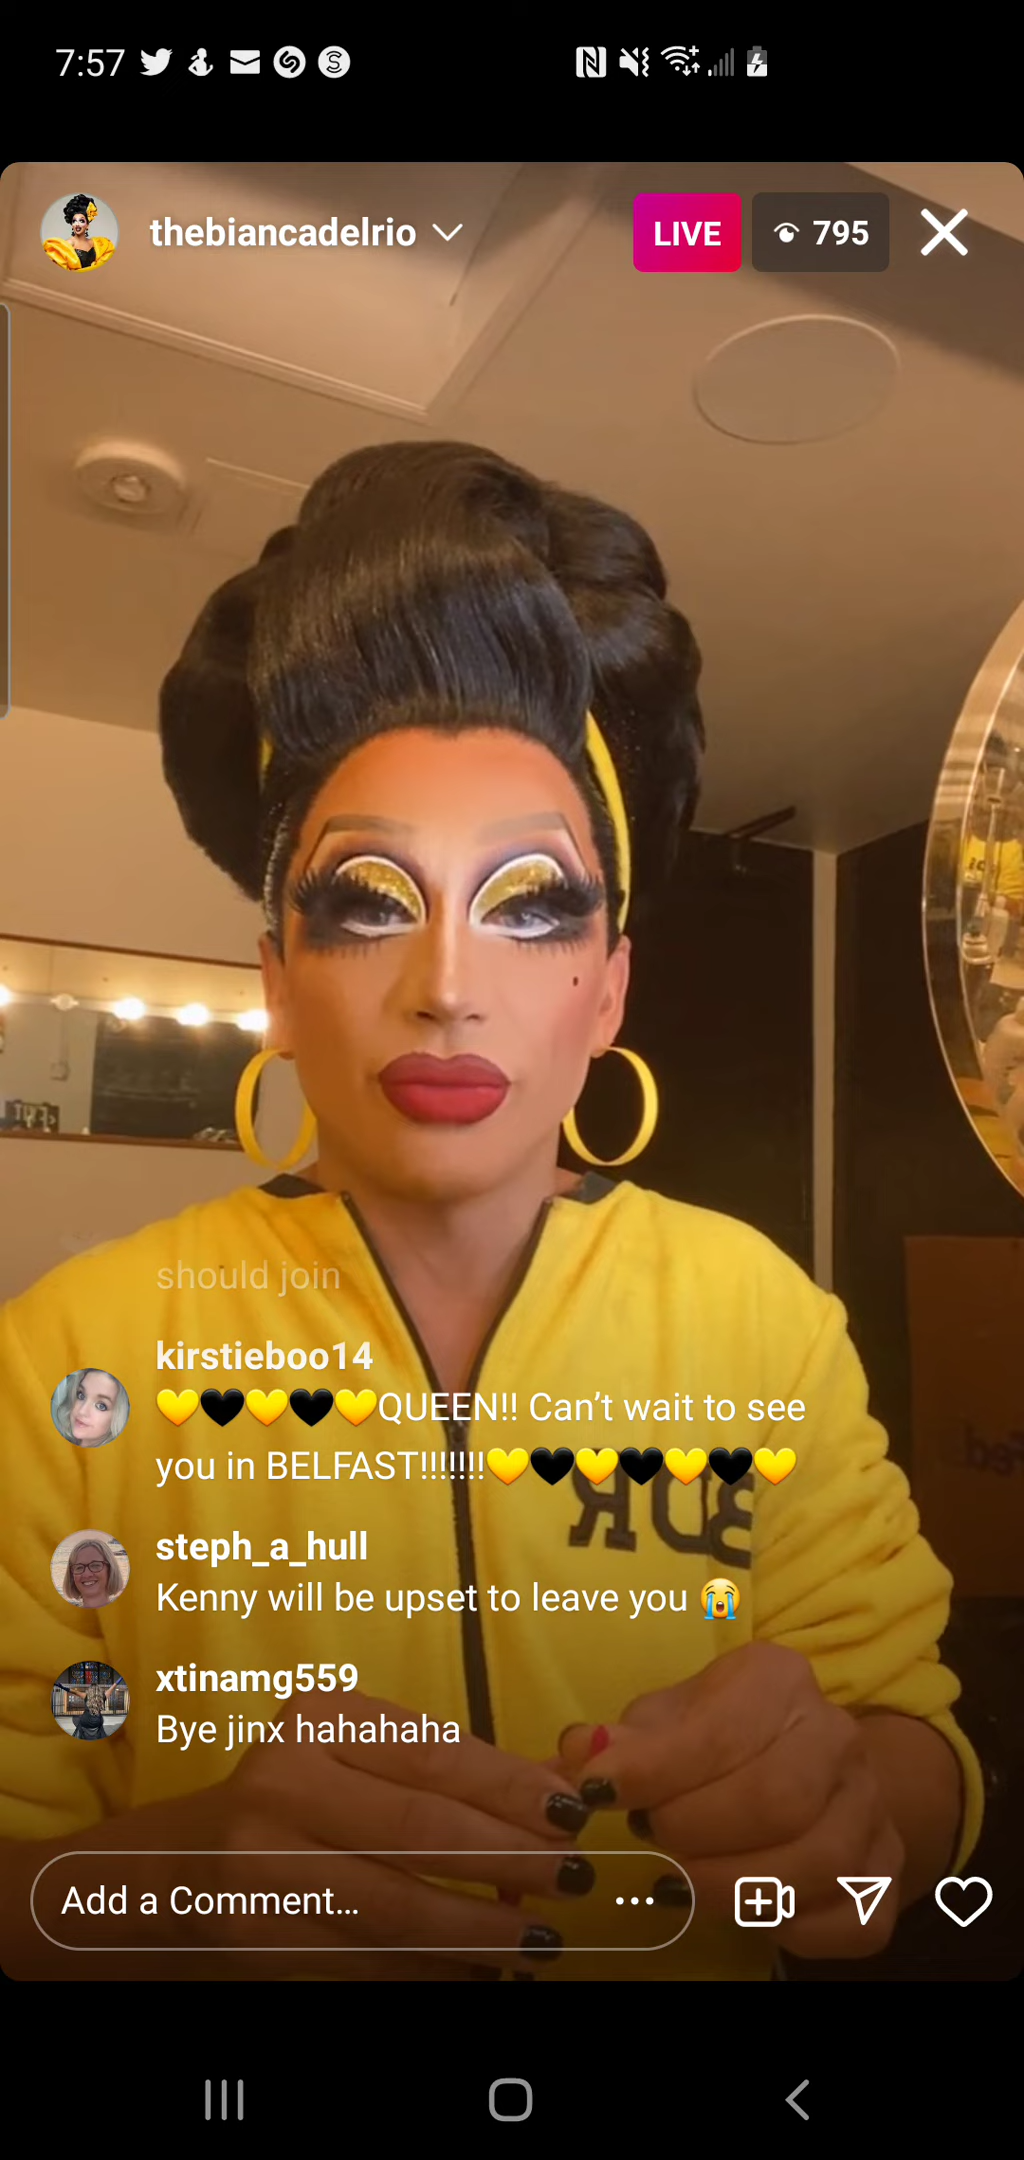 7:57
thebiancadelrio
LIVE
795
should join
kirstieboo14
💛🖤💛🖤💛QUEEN!! Can’t wait to see
you in BELFAST!!!!!!!💛🖤💛🖤💛🖤💛
BDR
steph_a_hull
Kenny will be upset to leave you 😭
xtinamg559
Bye jinx hahahaha
Add a Comment...